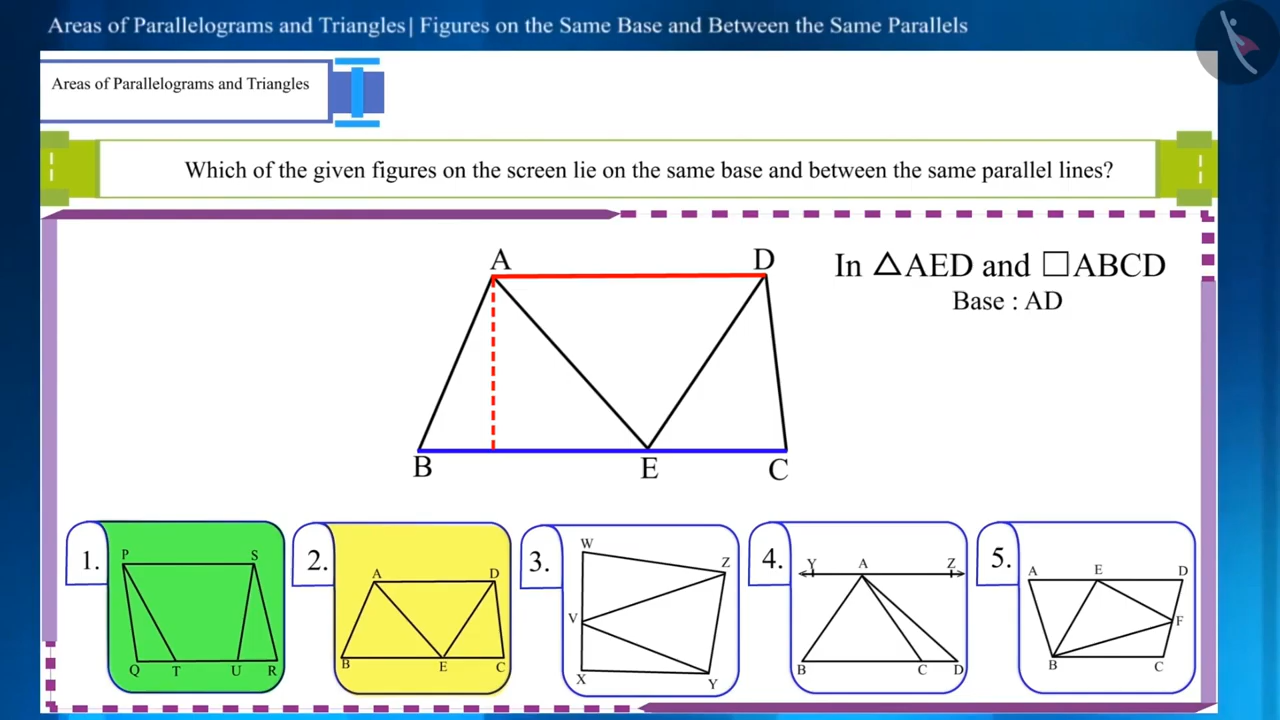 Areas of Parallelograms and Triangles| Figures on the Same Base and Between the Same Parallels
Areas of Parallelograms and Triangles
Which of the given figures on the screen lie on the same base and between the same parallel lines?
A D
In △AED and □ABCD
Base : AD
B E C
1.
P S
Q T U R
2.
A D
B E C
3.
W
Z
V
X
Y
4.
Y A Z
B C D
5.
A E D
F
B C